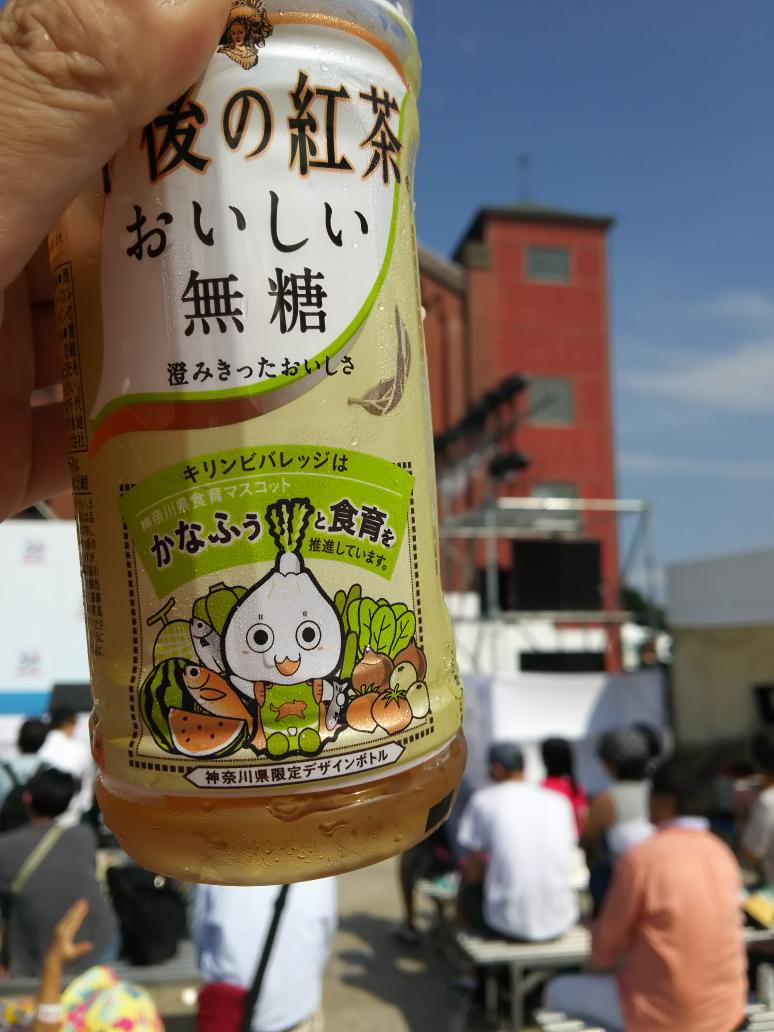 後の紅茶
おいしい
無糖
澄みきったおいしさ
キリンビバレッジは
神奈川県食育マスコット
かなふぅと食育を
推進しています。
神奈川県限定デザインボトル